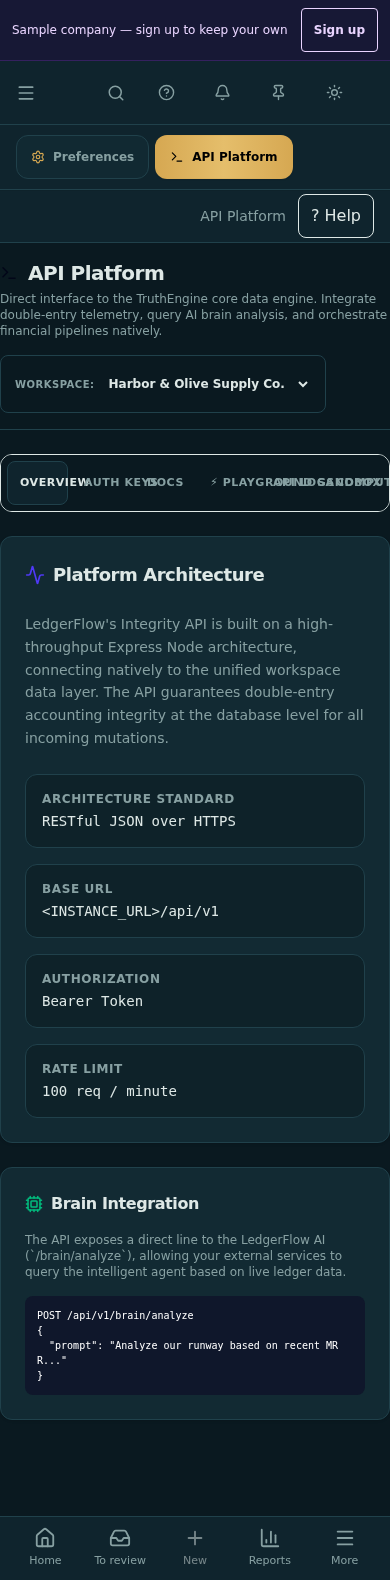 Sample company — sign up to keep your own
Sign up
Preferences
API Platform
API Platform
? Help
API Platform
Direct interface to the TruthEngine core data engine. Integrate
double-entry telemetry, query AI brain analysis, and orchestrate
financial pipelines natively.
WORKSPACE: Harbor & Olive Supply Co.
OVERVIEW AUTH KEYS DOCS ⚡ PLAYGROUND
Platform Architecture
LedgerFlow's Integrity API is built on a high-
throughput Express Node architecture,
connecting natively to the unified workspace
data layer. The API guarantees double-entry
accounting integrity at the database level for all
incoming mutations.
ARCHITECTURE STANDARD
RESTful JSON over HTTPS
BASE URL
<INSTANCE_URL>/api/v1
AUTHORIZATION
Bearer Token
RATE LIMIT
100 req / minute
Brain Integration
The API exposes a direct line to the LedgerFlow AI
(`/brain/analyze`), allowing your external services to
query the intelligent agent based on live ledger data.
POST /api/v1/brain/analyze
{
"prompt": "Analyze our runway based on recent MR
R..."
}
Home
To review
New
Reports
More